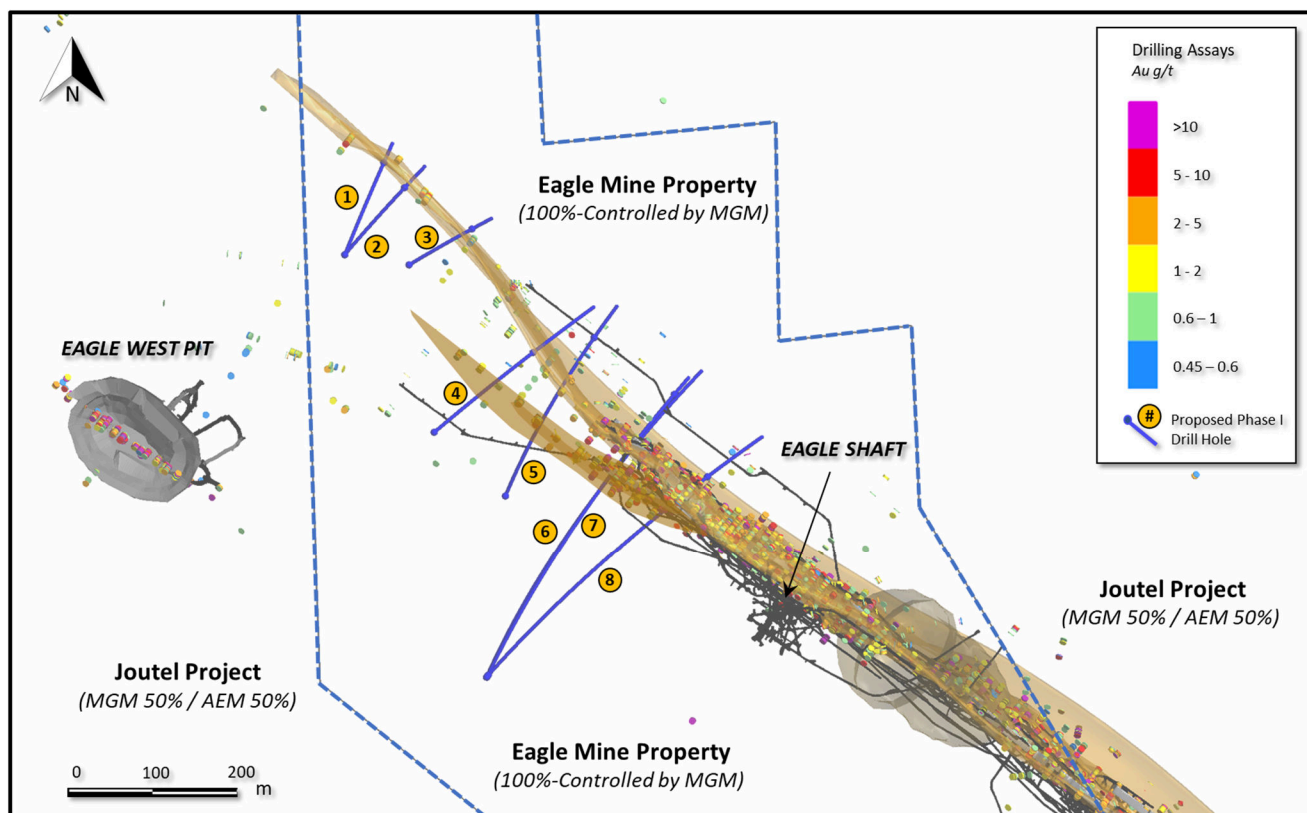 N
Drilling Assays
Au g/t
>10
5 - 10
2 - 5
1 - 2
0.6 – 1
0.45 – 0.6
#
Proposed Phase I
Drill Hole
Eagle Mine Property
(100%-Controlled by MGM)
1
2
3
EAGLE WEST PIT
4
EAGLE SHAFT
5
6
7
8
Joutel Project
(MGM 50% / AEM 50%)
Joutel Project
(MGM 50% / AEM 50%)
Eagle Mine Property
(100%-Controlled by MGM)
0 100 200
m